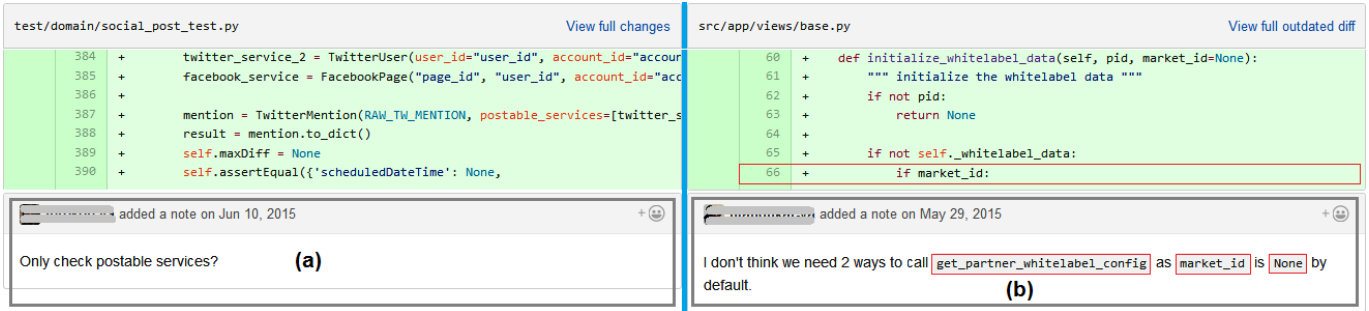 test/domain/social_post_test.py View full changes
384 + twitter_service_2 = TwitterUser(user_id="user_id", account_id="accour
385 + facebook_service = FacebookPage("page_id", "user_id", account_id="acc
386 +
387 + mention = TwitterMention(RAW_TW_MENTION, postable_services=[twitter_s
388 + result = mention.to_dict()
389 + self.maxDiff = None
390 + self.assertEqual({'scheduledDateTime': None,
added a note on Jun 10, 2015 +
Only check postable services?
(a)
src/app/views/base.py View full outdated diff
60 + def initialize_whitelabel_data(self, pid, market_id=None):
61 + """ initialize the whitelabel data """
62 + if not pid:
63 + return None
64 +
65 + if not self._whitelabel_data:
66 + if market_id:
added a note on May 29, 2015 +
I don't think we need 2 ways to call get_partner_whitelabel_config as market_id is None by
default.
(b)